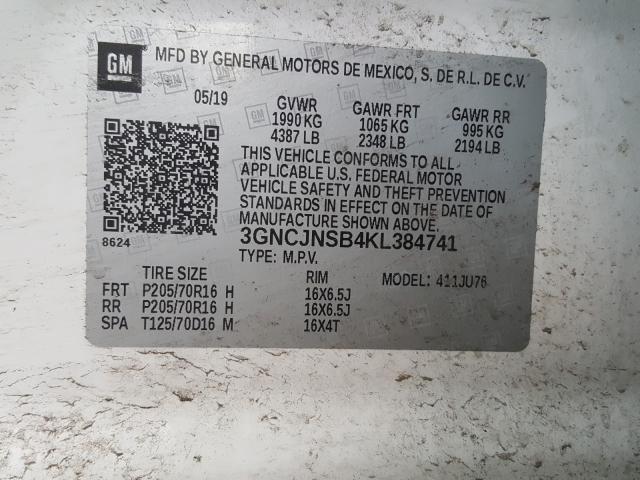 GM
MFD BY GENERAL MOTORS DE MEXICO, S. DE R.L. DE C.V.
05/19 GVWR GAWR FRT GAWR RR
1990 KG 1065 KG 995 KG
4387 LB 2348 LB 2194 LB
THIS VEHICLE CONFORMS TO ALL
APPLICABLE U.S. FEDERAL MOTOR
VEHICLE SAFETY AND THEFT PREVENTION
STANDARDS IN EFFECT ON THE DATE OF
MANUFACTURE SHOWN ABOVE.
8624 3GNCJNSB4KL384741
TYPE: M.P.V.
TIRE SIZE RIM MODEL: 411JU76
FRT P205/70R16 H 16X6.5J
RR P205/70R16 H 16X6.5J
SPA T125/70D16 M 16X4T